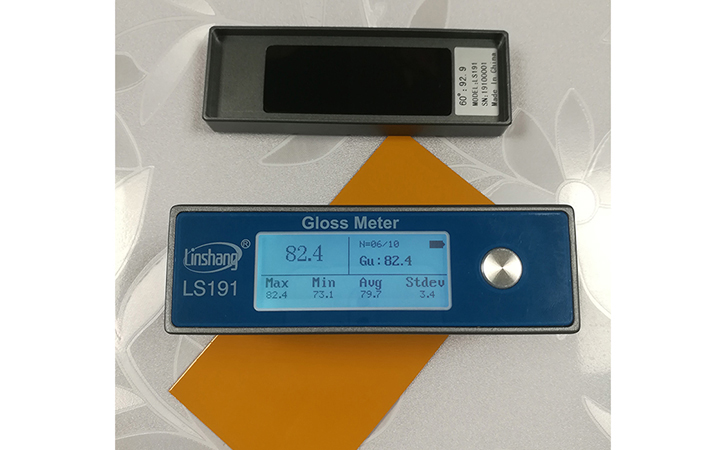 60°: 92.9
MODEL:LS191
SN:19100001
Made In China
Gloss Meter
Linshang®
LS191
82.4
N=06/10
Gu:82.4
Max Min Avg Stdev
82.4 73.1 79.7 3.4